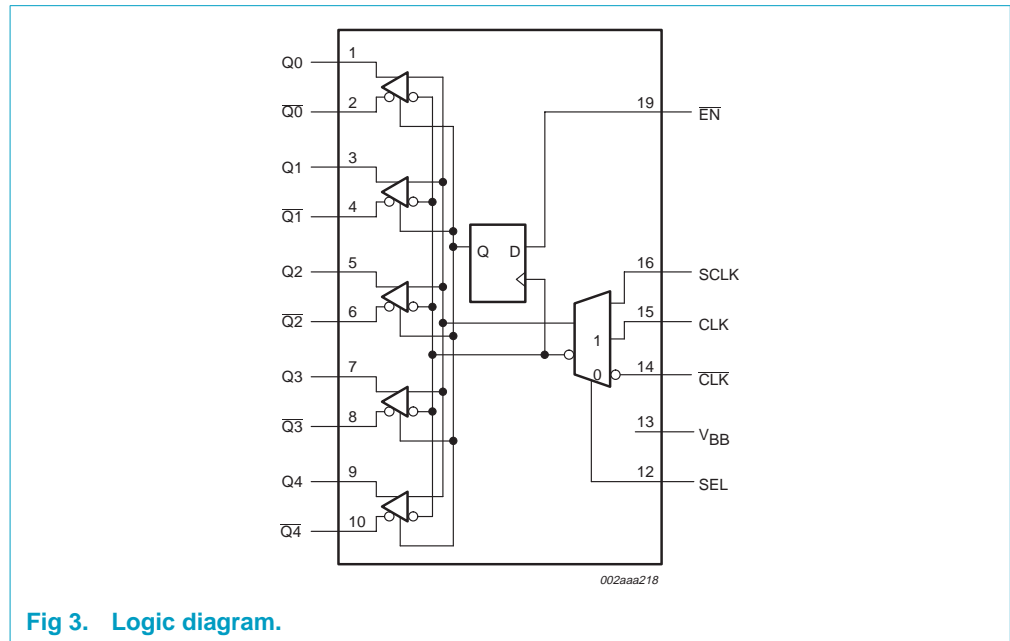 Q0 1
Q̅0̅ 2
19 E̅N̅
Q1 3
Q̅1̅ 4
Q D
Q2 5
16 SCLK
Q̅2̅ 6
15 CLK
1
Q3 7
0
14 C̅L̅K̅
Q̅3̅ 8
13 VBB
Q4 9
12 SEL
Q̅4̅ 10
002aaa218
Fig 3. Logic diagram.